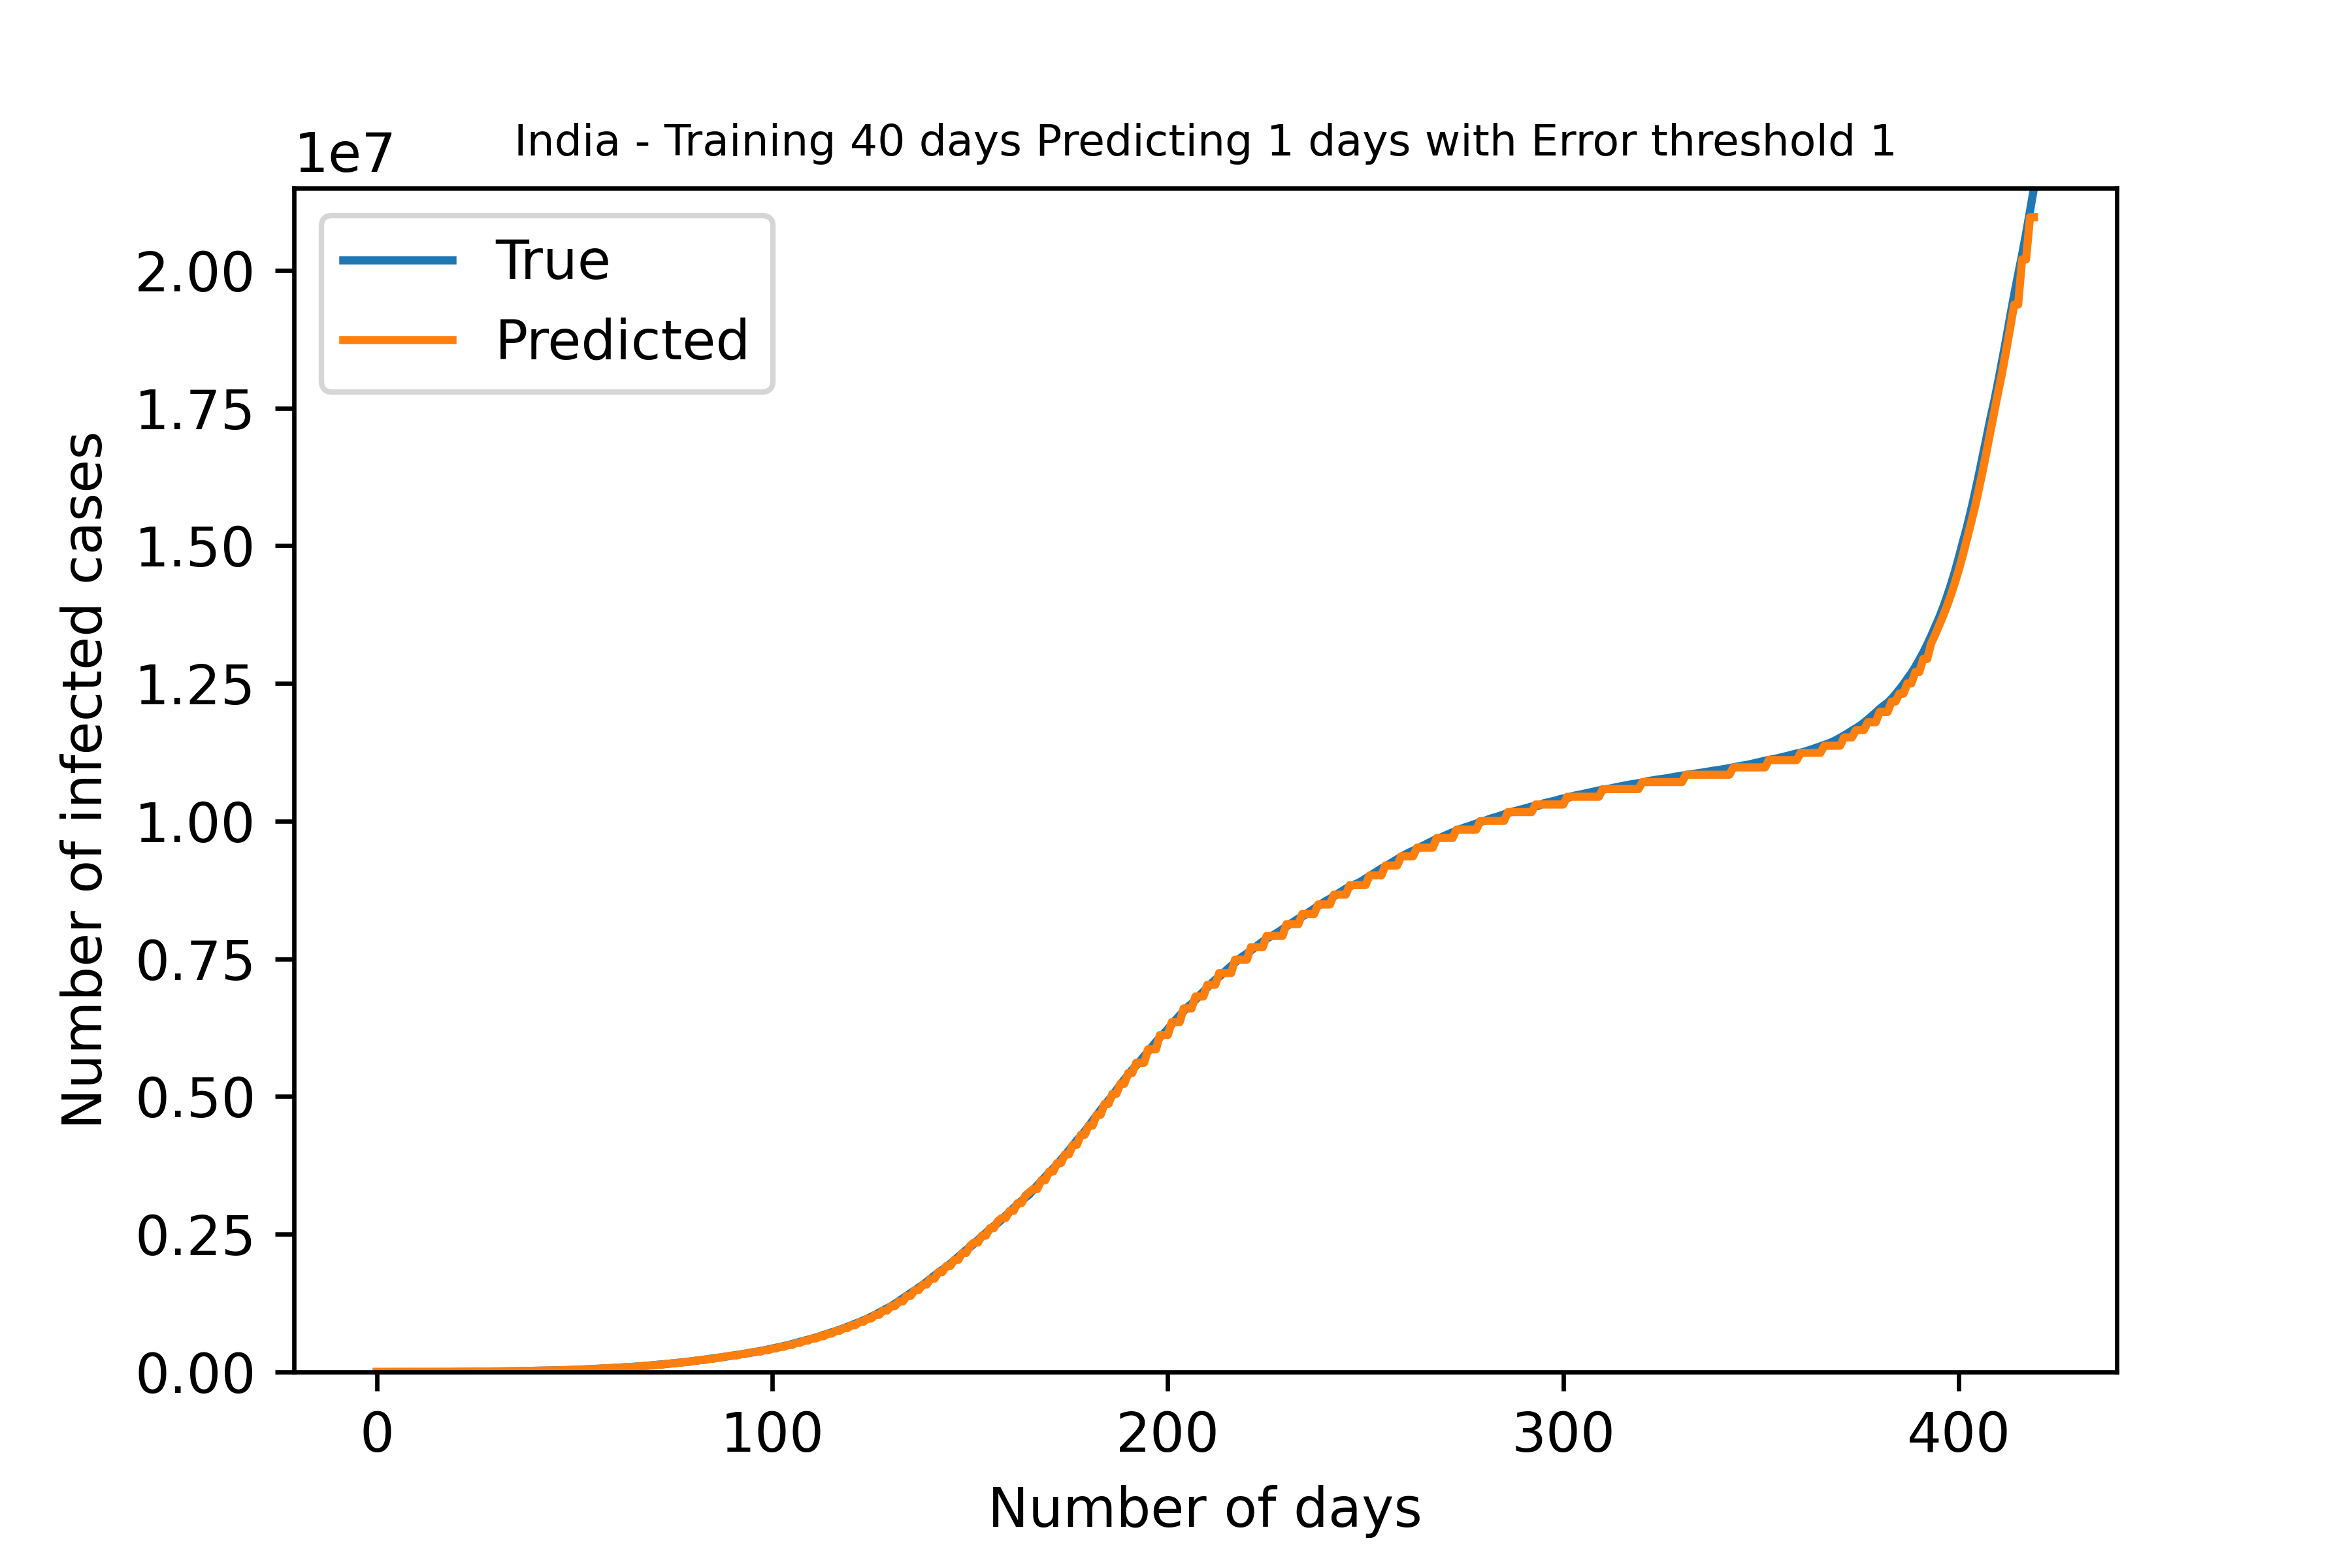 India - Training 40 days Predicting 1 days with Error threshold 1
1e7
True
Predicted
2.00
1.75
1.50
1.25
1.00
0.75
0.50
0.25
0.00
Number of infected cases
0 100 200 300 400
Number of days